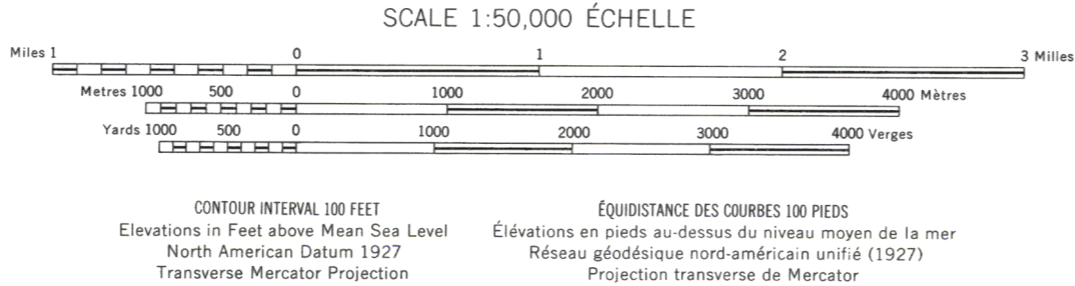 SCALE 1:50,000 ÉCHELLE
Miles 1 0 1 2 3 Milles
Metres 1000 500 0 1000 2000 3000 4000 Mètres
Yards 1000 500 0 1000 2000 3000 4000 Verges
CONTOUR INTERVAL 100 FEET
Elevations in Feet above Mean Sea Level
North American Datum 1927
Transverse Mercator Projection
ÉQUIDISTANCE DES COURBES 100 PIEDS
Élévations en pieds au-dessus du niveau moyen de la mer
Réseau géodésique nord-américain unifié (1927)
Projection transverse de Mercator